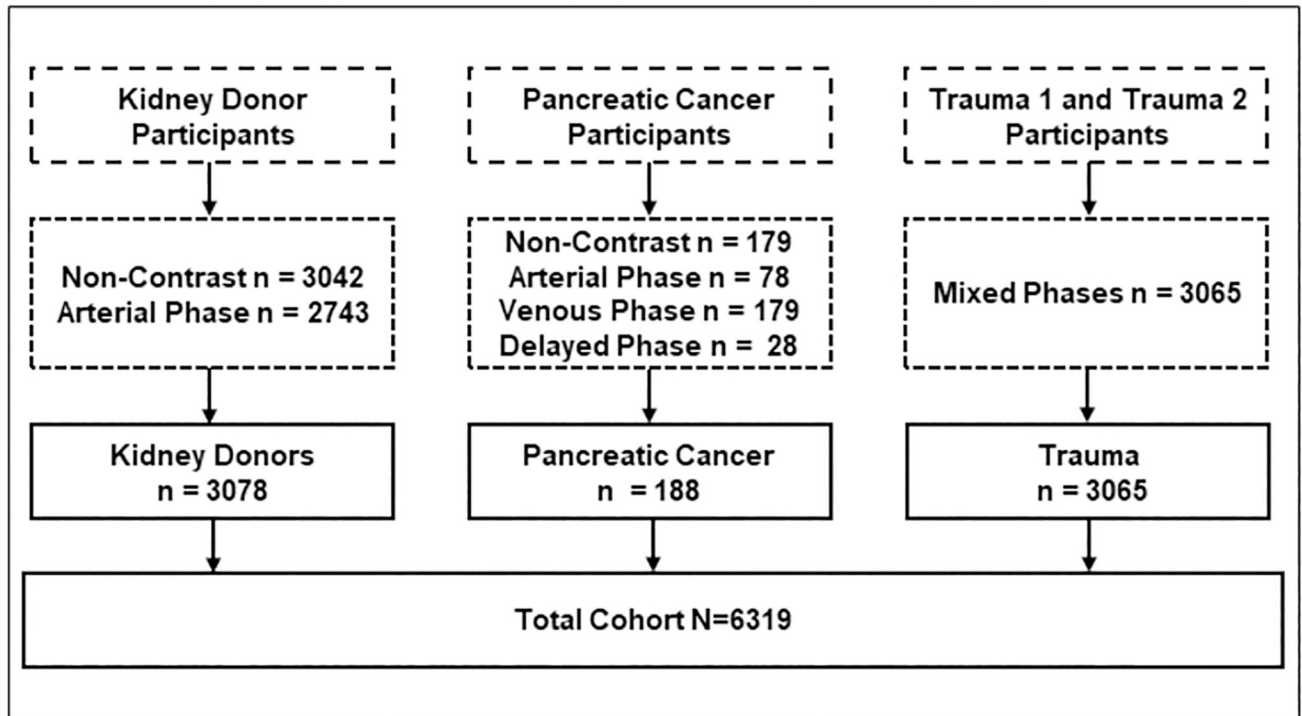 Kidney Donor
Participants
Pancreatic Cancer
Participants
Trauma 1 and Trauma 2
Participants
Non-Contrast n = 3042
Arterial Phase n = 2743
Non-Contrast n = 179
Arterial Phase n = 78
Venous Phase n = 179
Delayed Phase n = 28
Mixed Phases n = 3065
Kidney Donors
n = 3078
Pancreatic Cancer
n = 188
Trauma
n = 3065
Total Cohort N=6319